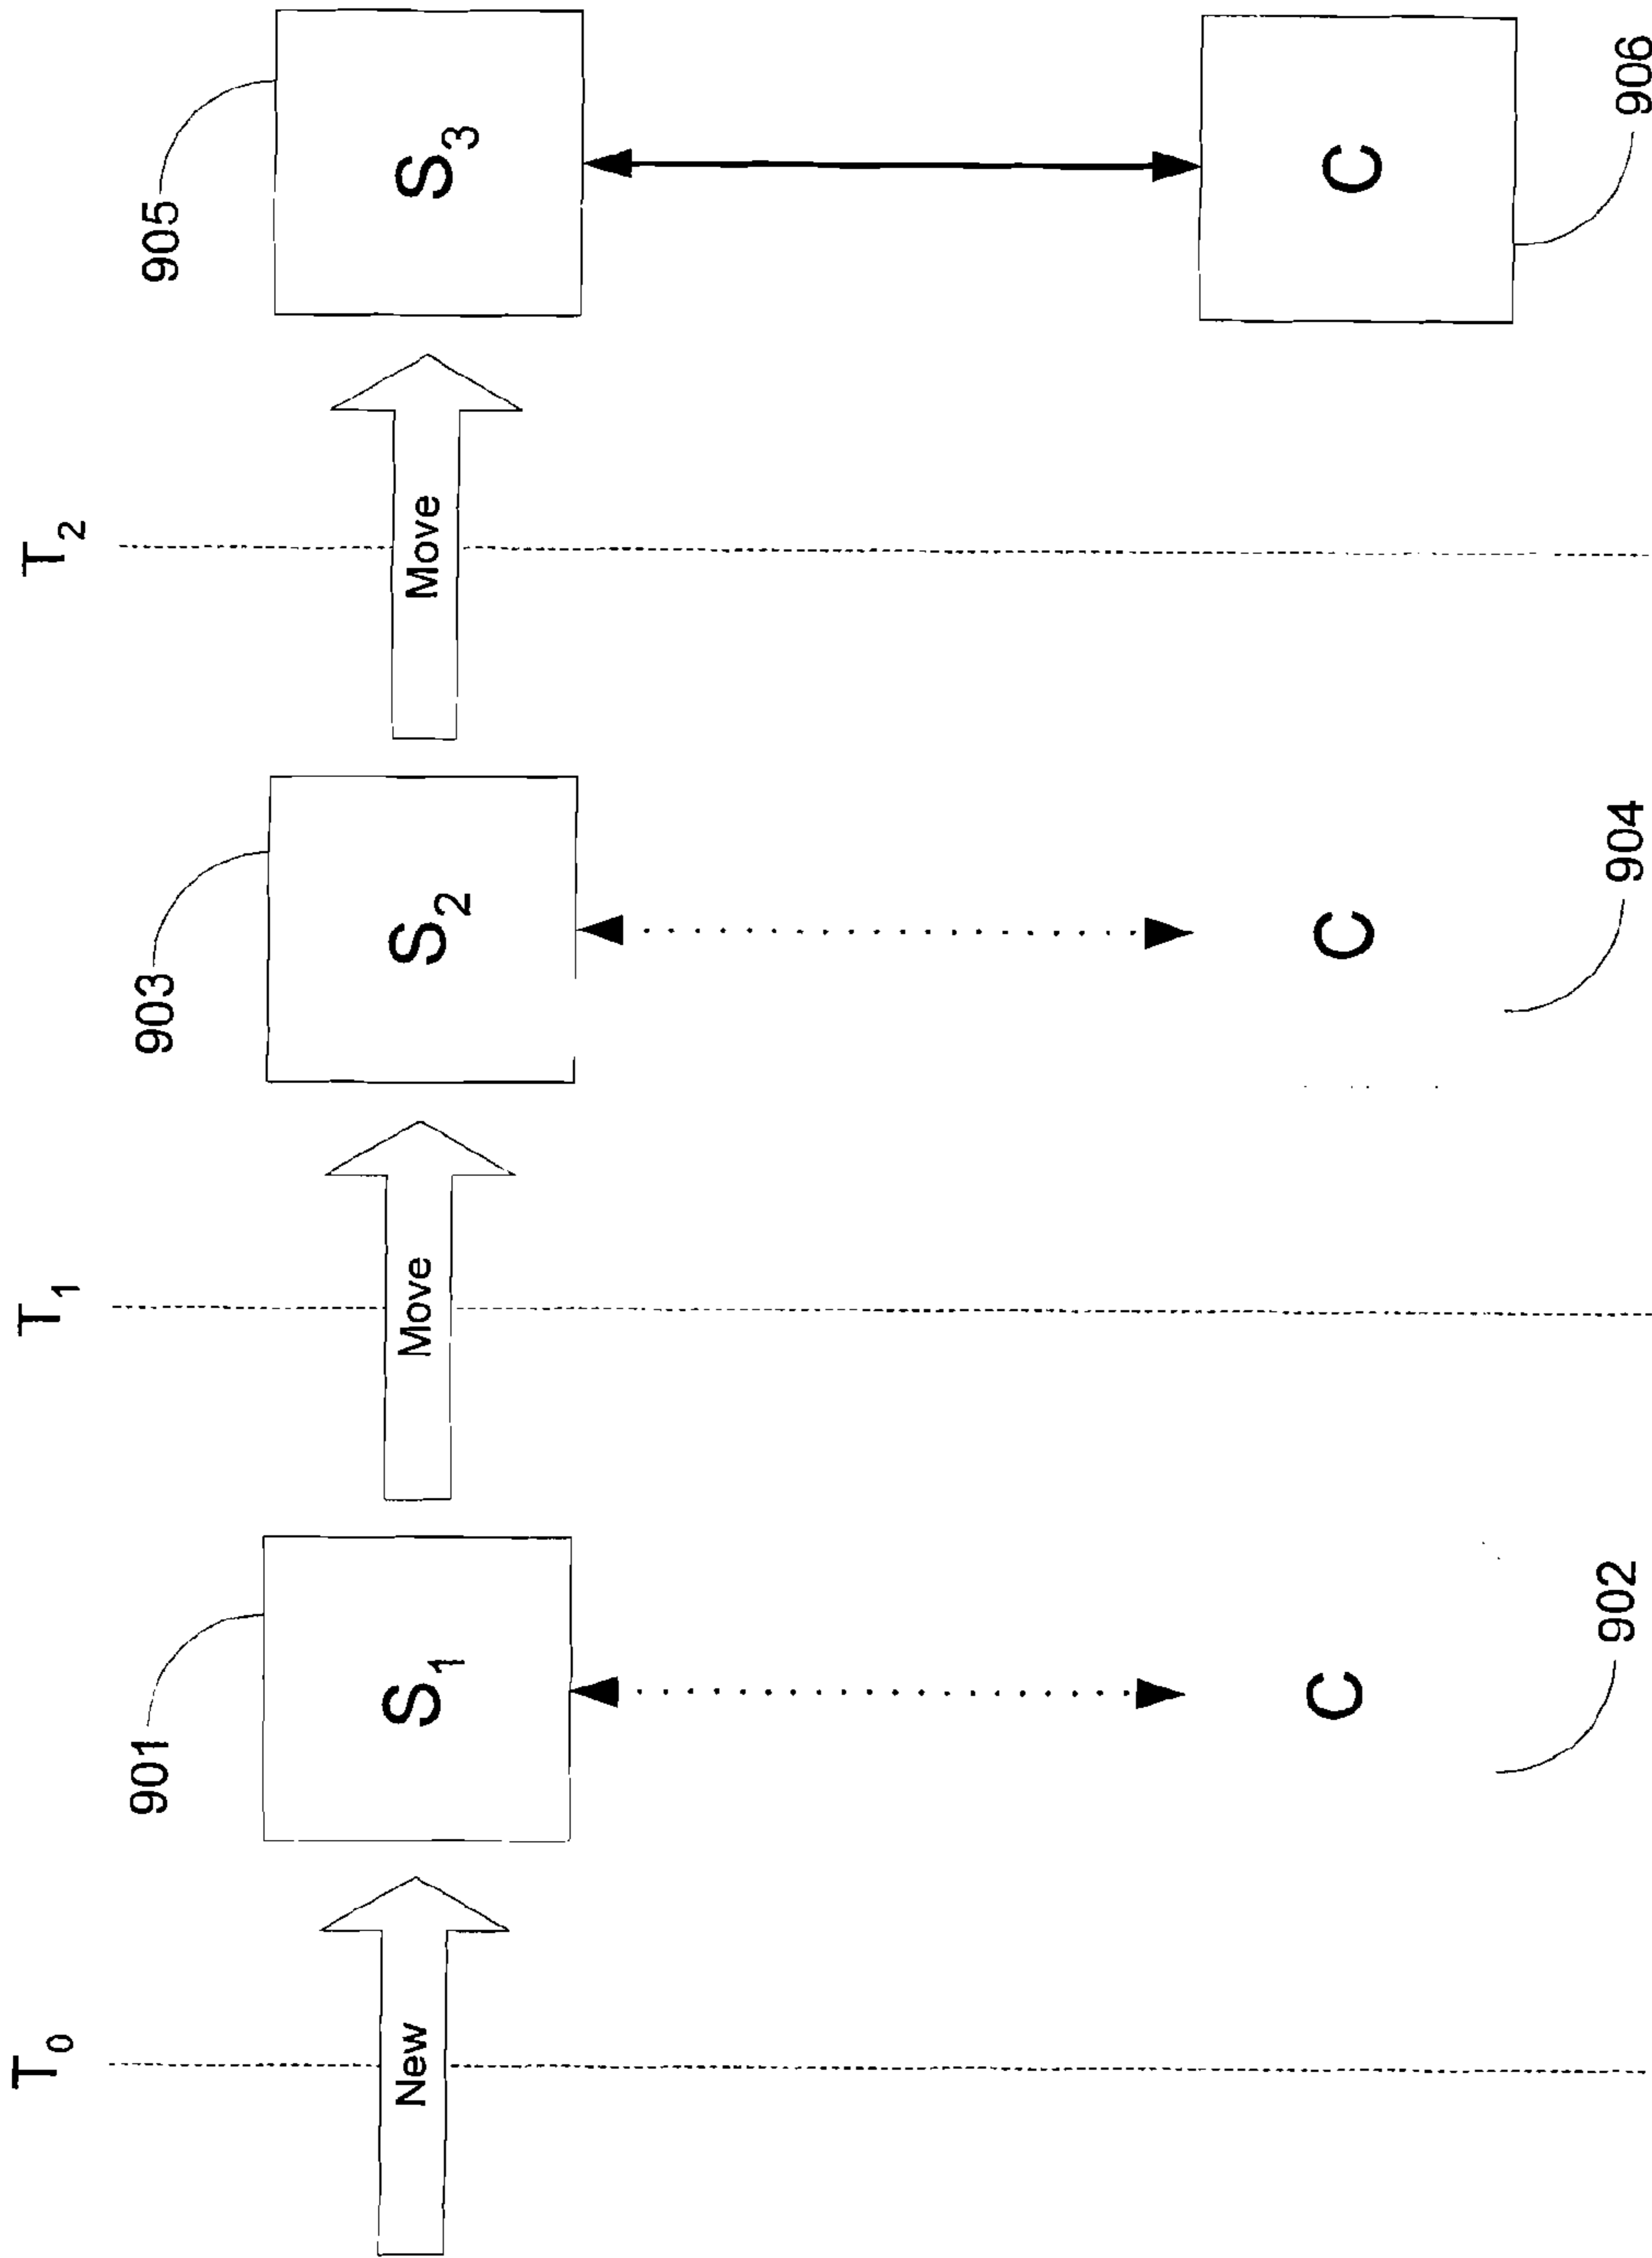 T₀ T₁ T₂
901 903 905
New S₁ Move S₂ Move S₃
C C C
902 904 906